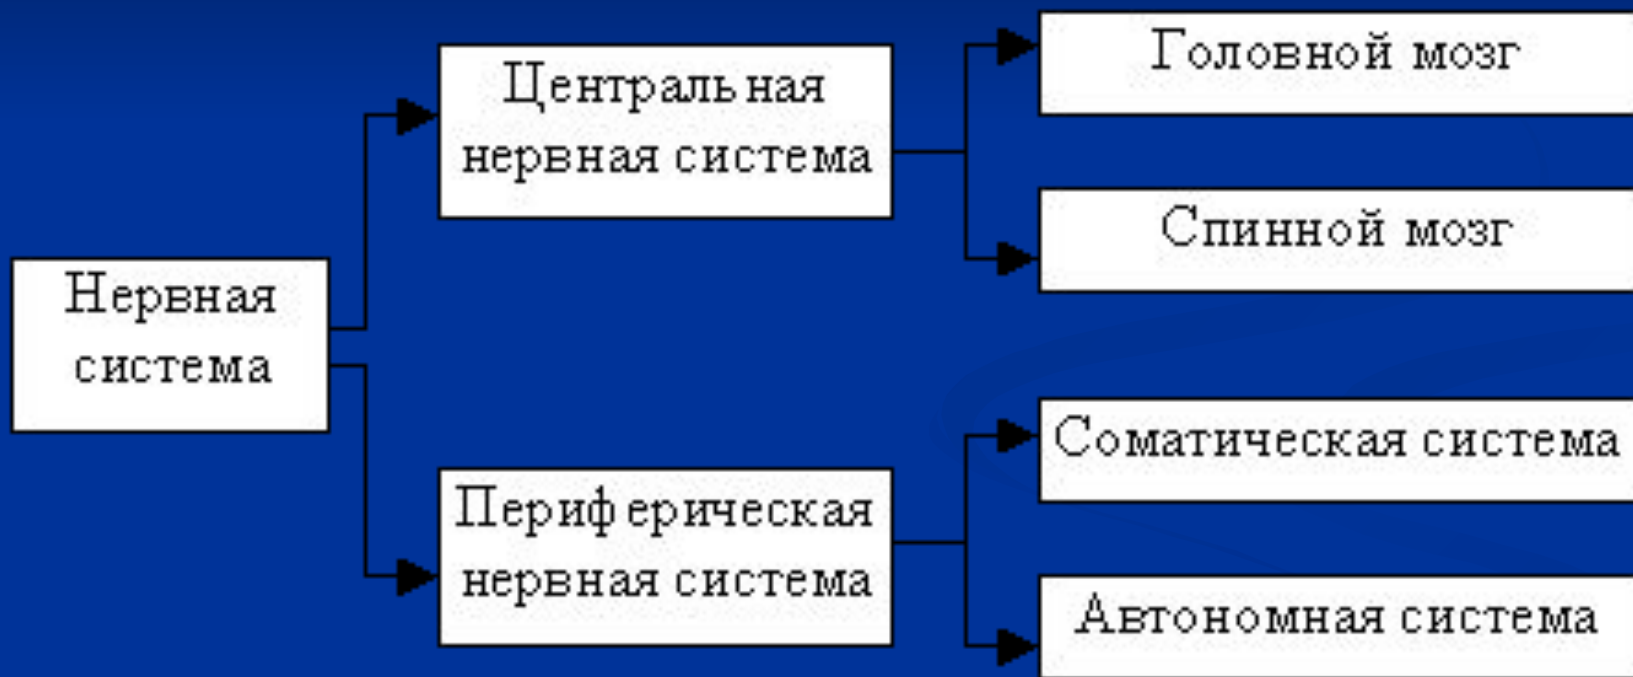 Нервная
система
Центральная
нервная система
Периферическая
нервная система
Головной мозг
Спинной мозг
Соматическая система
Автономная система